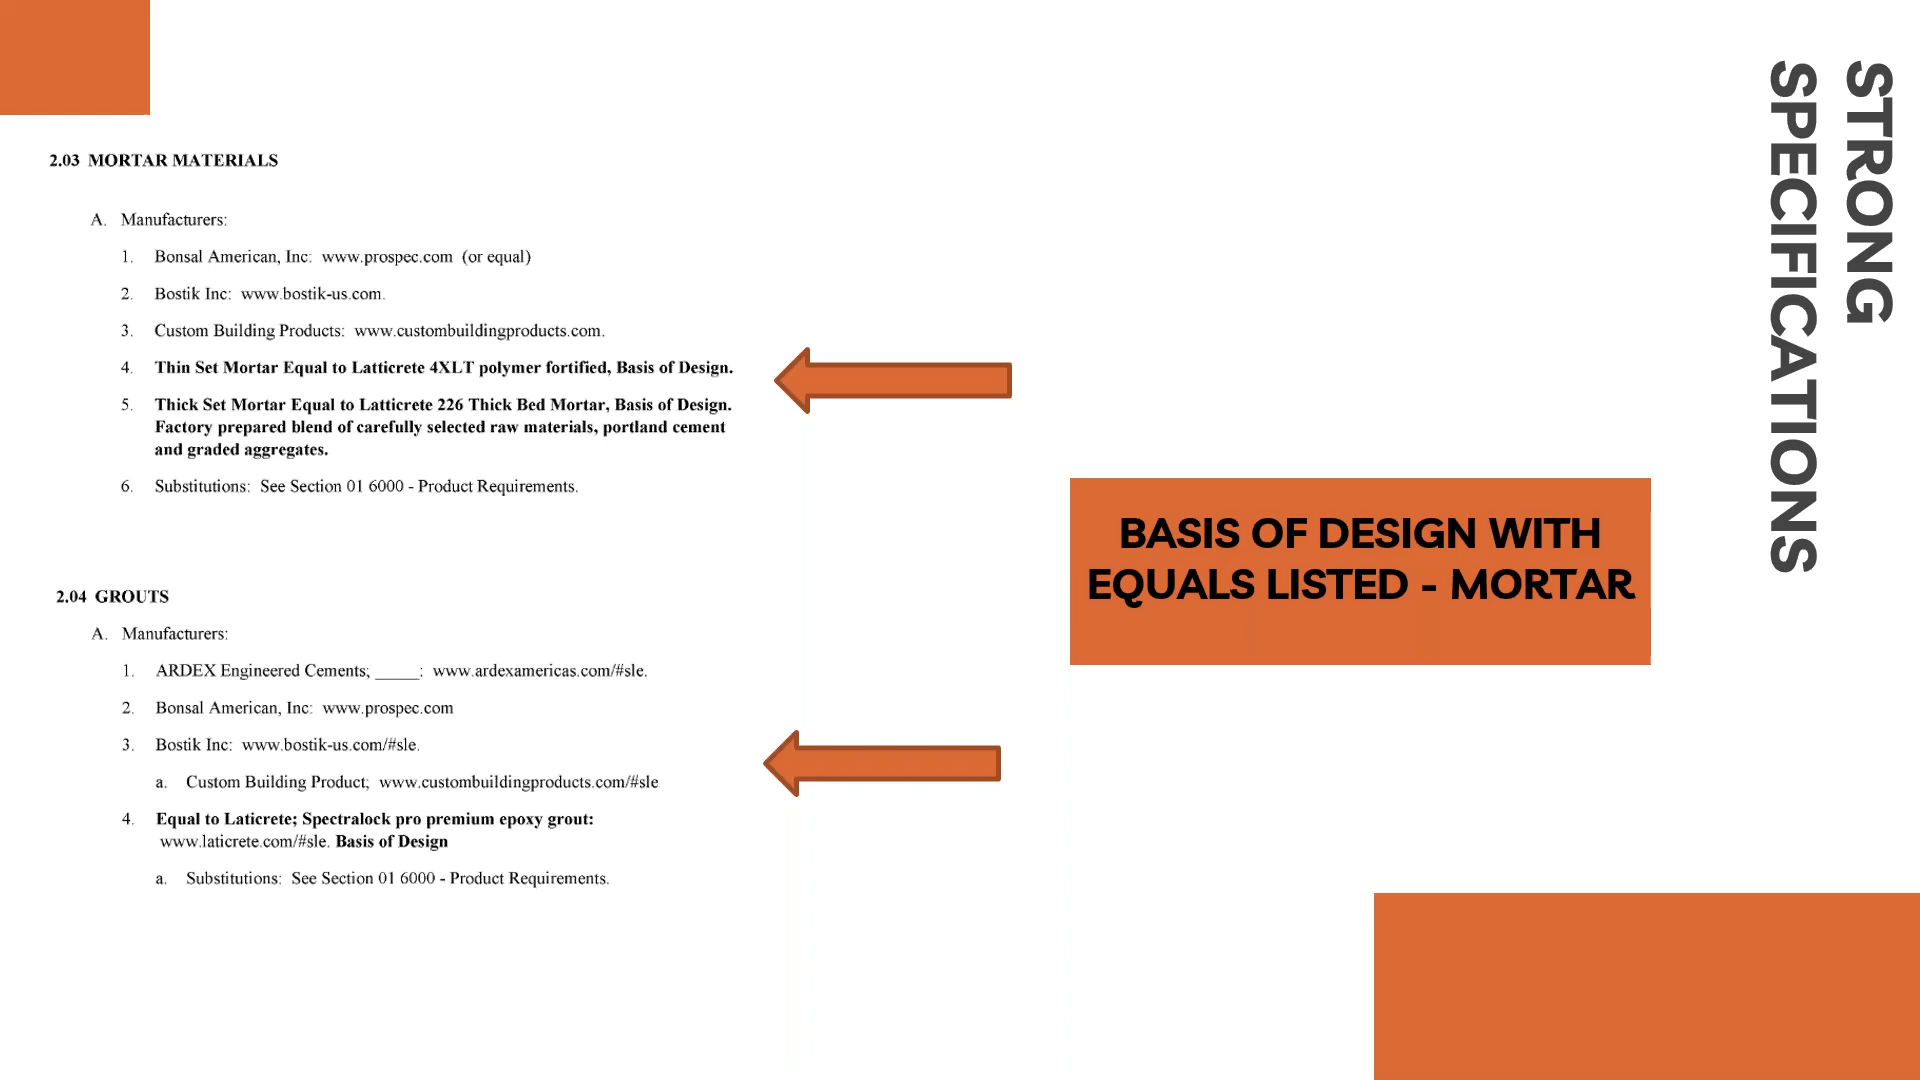 2.03 MORTAR MATERIALS
A. Manufacturers:
1. Bonsal American, Inc: www.prospec.com (or equal)
2. Bostik Inc: www.bostik-us.com.
3. Custom Building Products: www.custombuildingproducts.com.
4. Thin Set Mortar Equal to Latticrete 4XLT polymer fortified, Basis of Design.
5. Thick Set Mortar Equal to Latticrete 226 Thick Bed Mortar, Basis of Design.
Factory prepared blend of carefully selected raw materials, portland cement
and graded aggregates.
6. Substitutions: See Section 01 6000 - Product Requirements.
2.04 GROUTS
A. Manufacturers:
1. ARDEX Engineered Cements; _____: www.ardexamericas.com/#sle.
2. Bonsal American, Inc: www.prospec.com
3. Bostik Inc: www.bostik-us.com/#sle.
a. Custom Building Product; www.custombuildingproducts.com/#sle
4. Equal to Laticrete; Spectralock pro premium epoxy grout:
www.laticrete.com/#sle. Basis of Design
a. Substitutions: See Section 01 6000 - Product Requirements.
BASIS OF DESIGN WITH
EQUALS LISTED - MORTAR
STRONG
SPECIFICATIONS